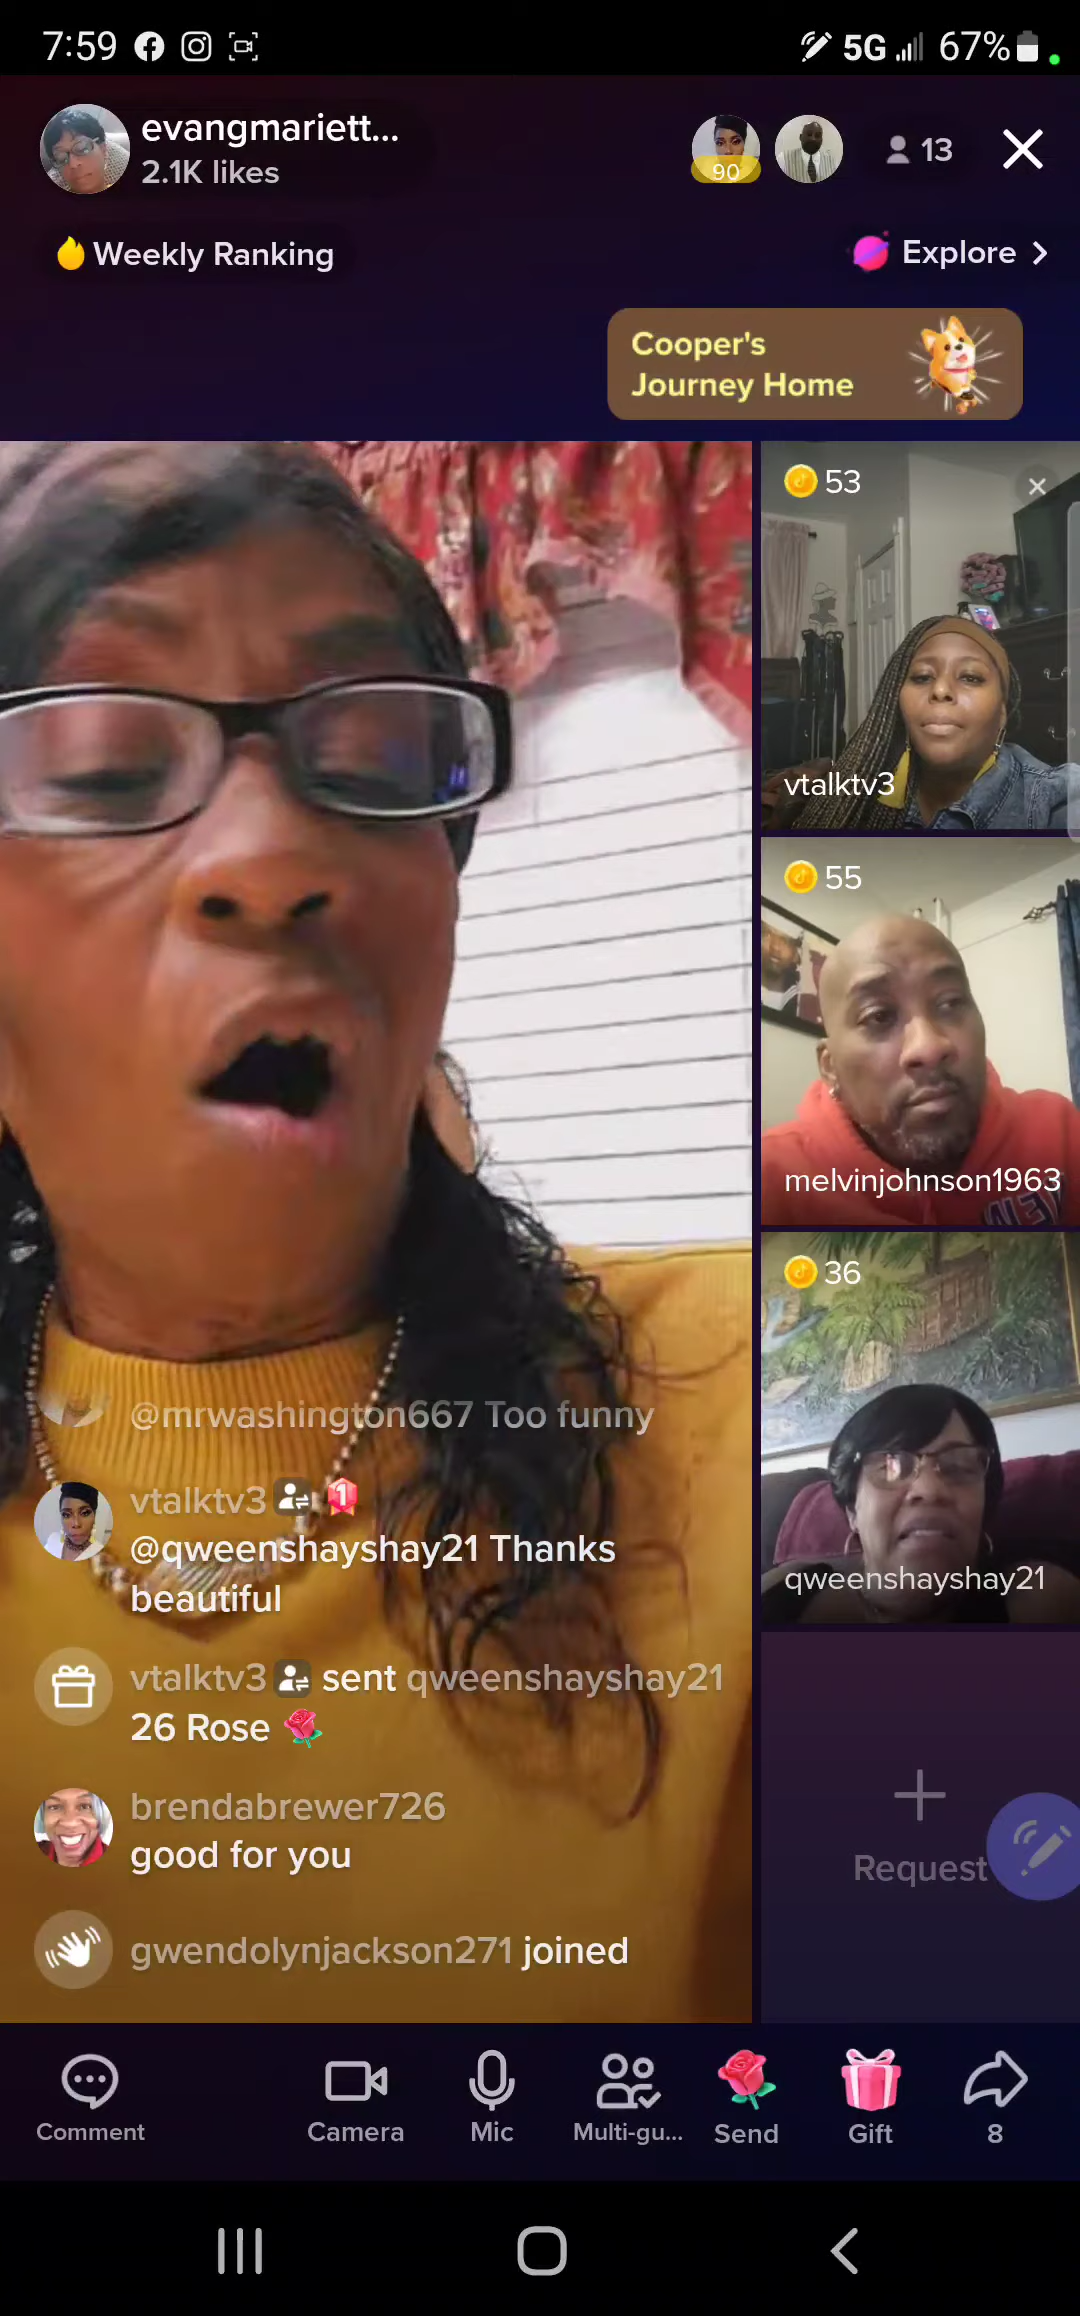 7:59
5G 67%
evangmariett...
2.1K likes
90
13
Weekly Ranking
Explore
Cooper's
Journey Home
53
vtalktv3
55
melvinjohnson1963
36
qweenshayshay21
@mrwashington667 Too funny
vtalktv3 1
@qweenshayshay21 Thanks
beautiful
vtalktv3 sent qweenshayshay21
26 Rose
brendabrewer726
good for you
gwendolynjackson271 joined
Request
Comment
Camera
Mic
Multi-gu...
Send
Gift
8